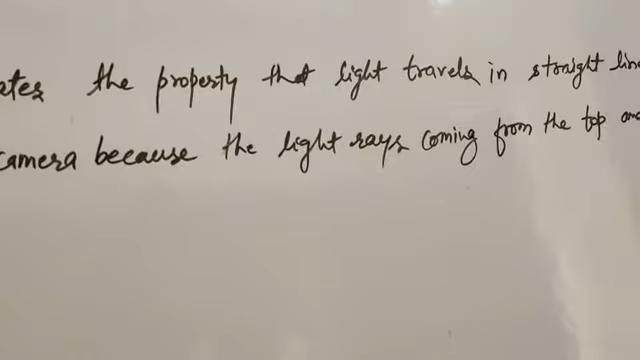 the property that light travels in straight
camera because the light rays coming from the top